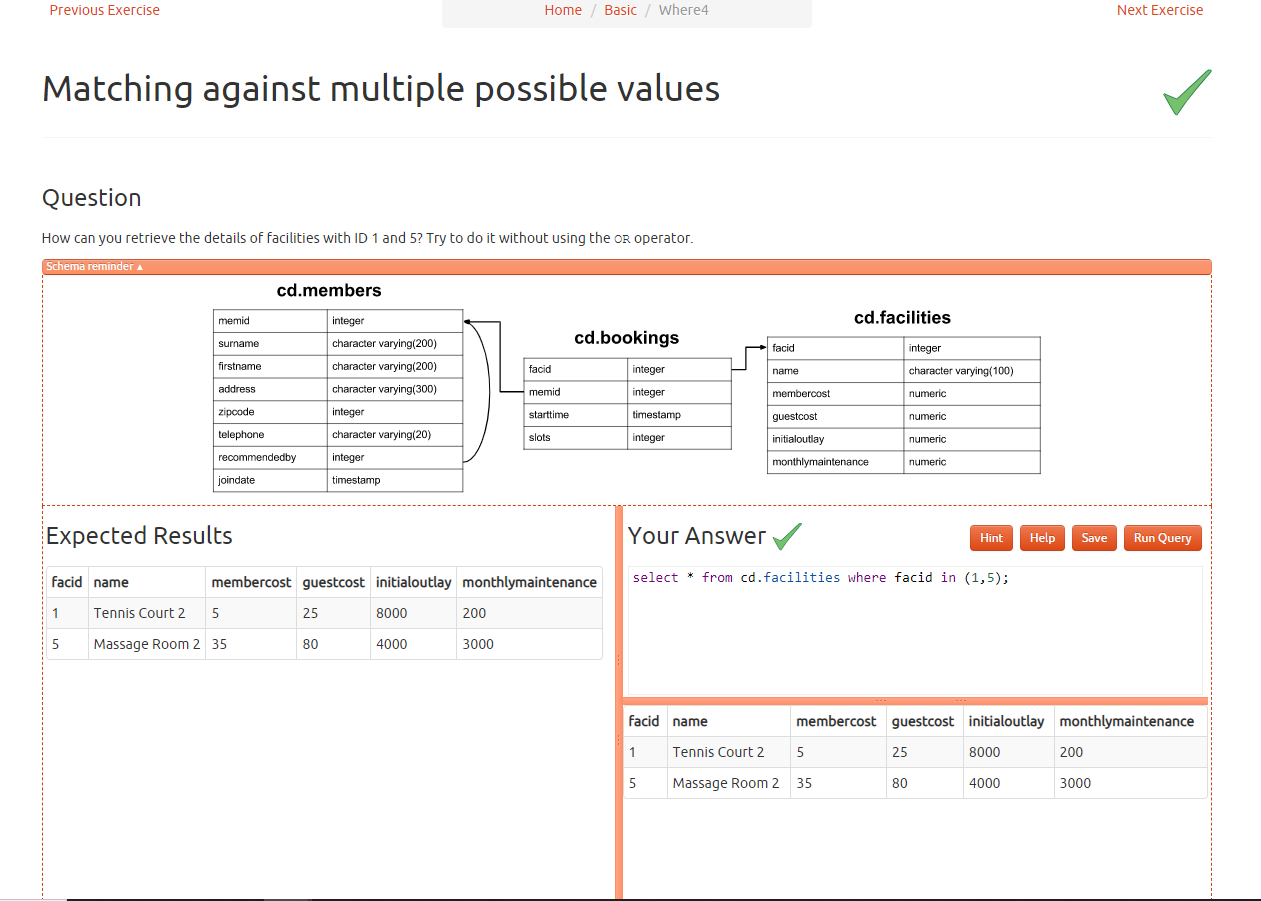 Previous Exercise
Home / Basic / Where4
Next Exercise
Matching against multiple possible values
Question
How can you retrieve the details of facilities with ID 1 and 5? Try to do it without using the OR operator.
Schema reminder ▴
cd.members
memid integer
surname character varying(200)
firstname character varying(200)
address character varying(300)
zipcode integer
telephone character varying(20)
recommendedby integer
joindate timestamp
cd.bookings
facid integer
memid integer
starttime timestamp
slots integer
cd.facilities
facid integer
name character varying(100)
membercost numeric
guestcost numeric
initialoutlay numeric
monthlymaintenance numeric
Expected Results
facid name membercost guestcost initialoutlay monthlymaintenance
1 Tennis Court 2 5 25 8000 200
5 Massage Room 2 35 80 4000 3000
Your Answer
Hint Help Save Run Query
select * from cd.facilities where facid in (1,5);
facid name membercost guestcost initialoutlay monthlymaintenance
1 Tennis Court 2 5 25 8000 200
5 Massage Room 2 35 80 4000 3000